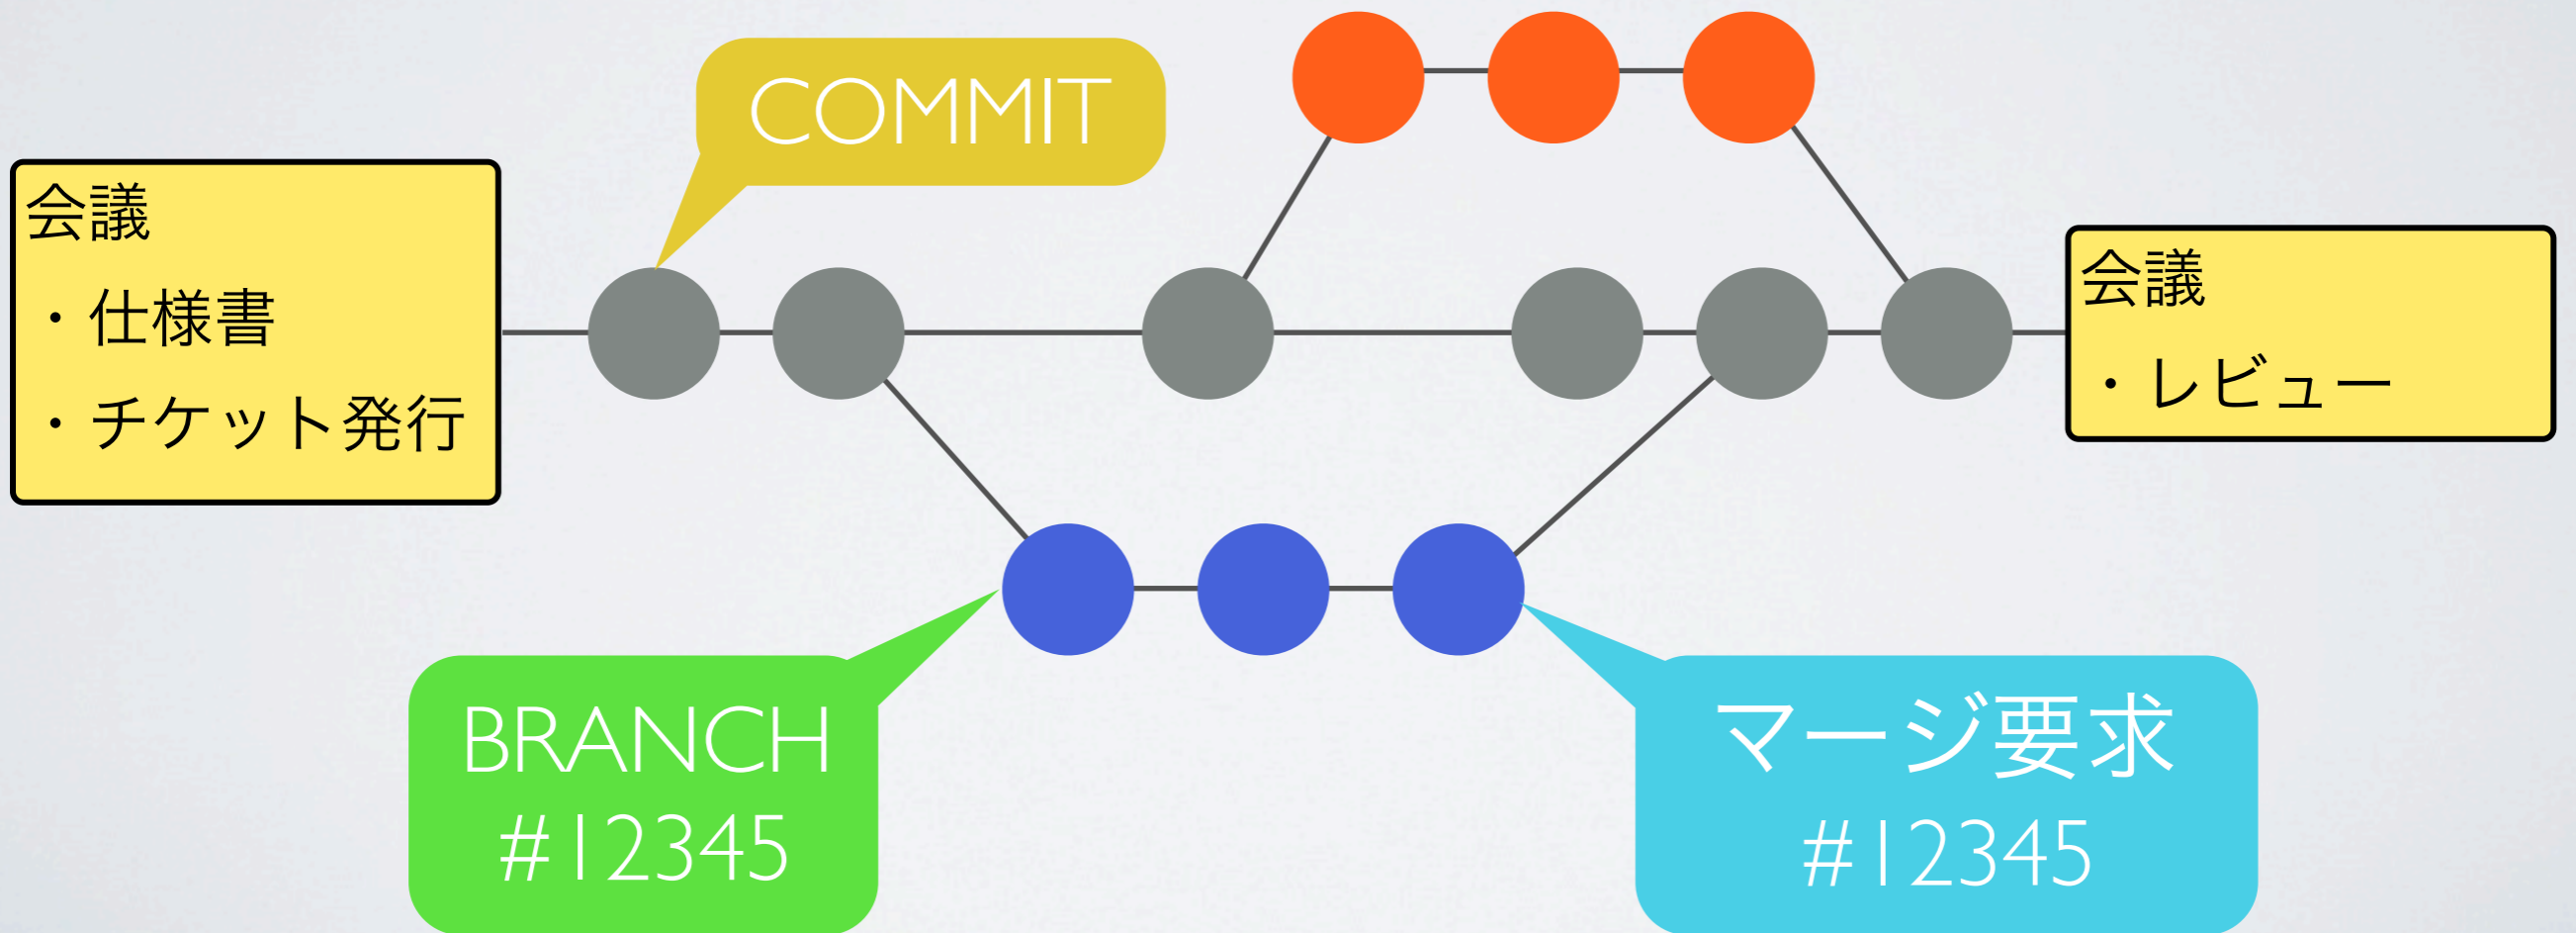 COMMIT
会議
・仕様書
・チケット発行
会議
・レビュー
BRANCH
#12345
マージ要求
#12345